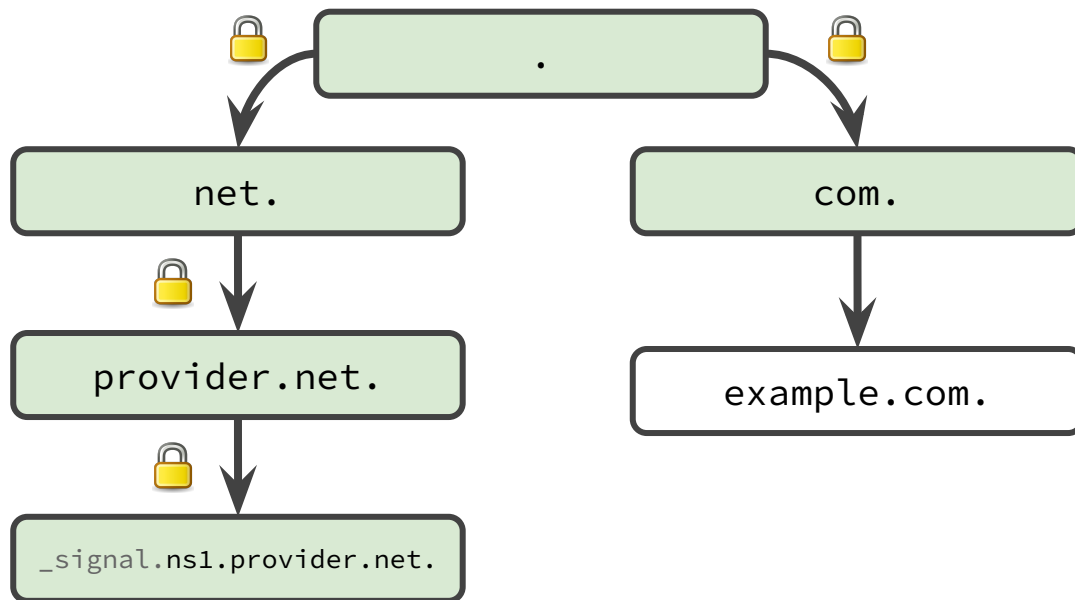 .
net.
com.
provider.net.
example.com.
_signal.ns1.provider.net.